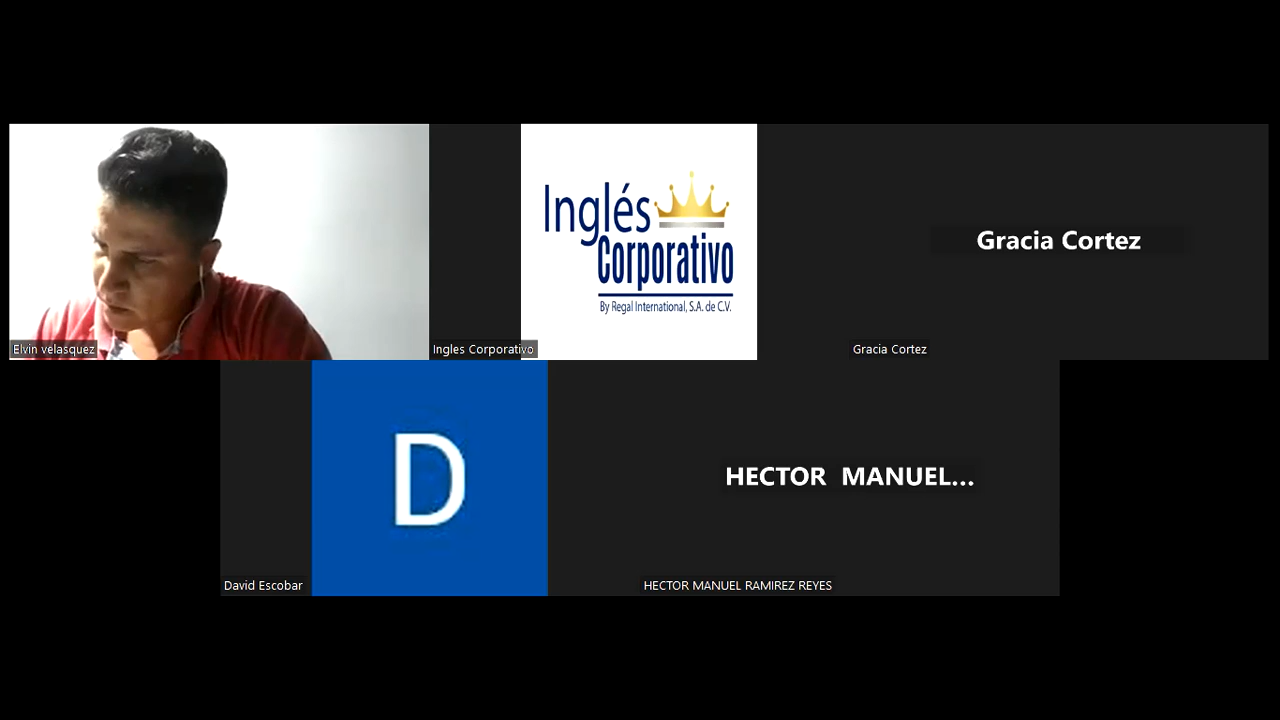 Elvin velasquez
Inglés
Corporativo
By Regal International, S.A. de C.V.
Ingles Corporativo
Gracia Cortez
Gracia Cortez
D
David Escobar
HECTOR MANUEL...
HECTOR MANUEL RAMIREZ REYES